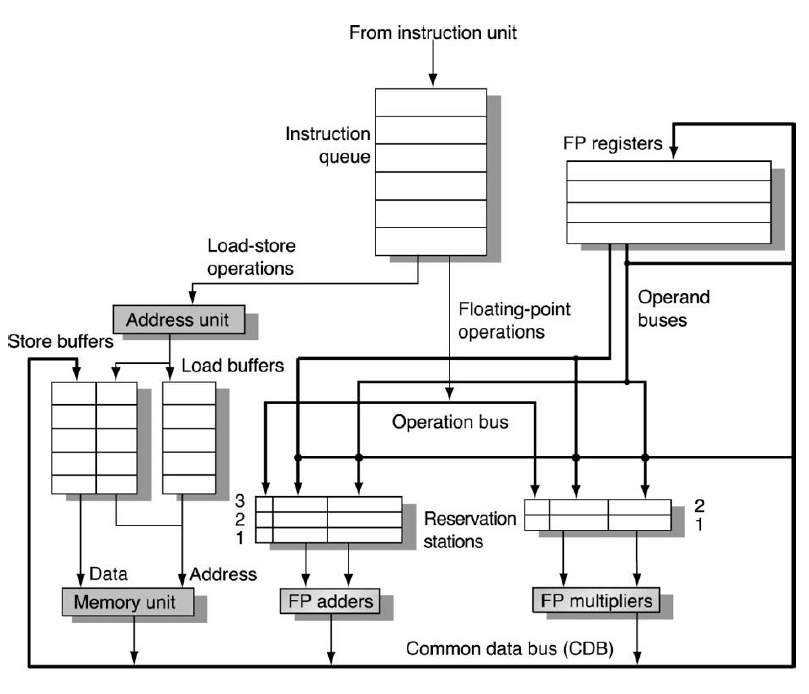 From instruction unit
Instruction
queue
FP registers
Load-store
operations
Address unit
Floating-point
operations
Operand
buses
Store buffers
Load buffers
Operation bus
3
2
1
Reservation
stations
2
1
Data
Address
Memory unit
FP adders
FP multipliers
Common data bus (CDB)